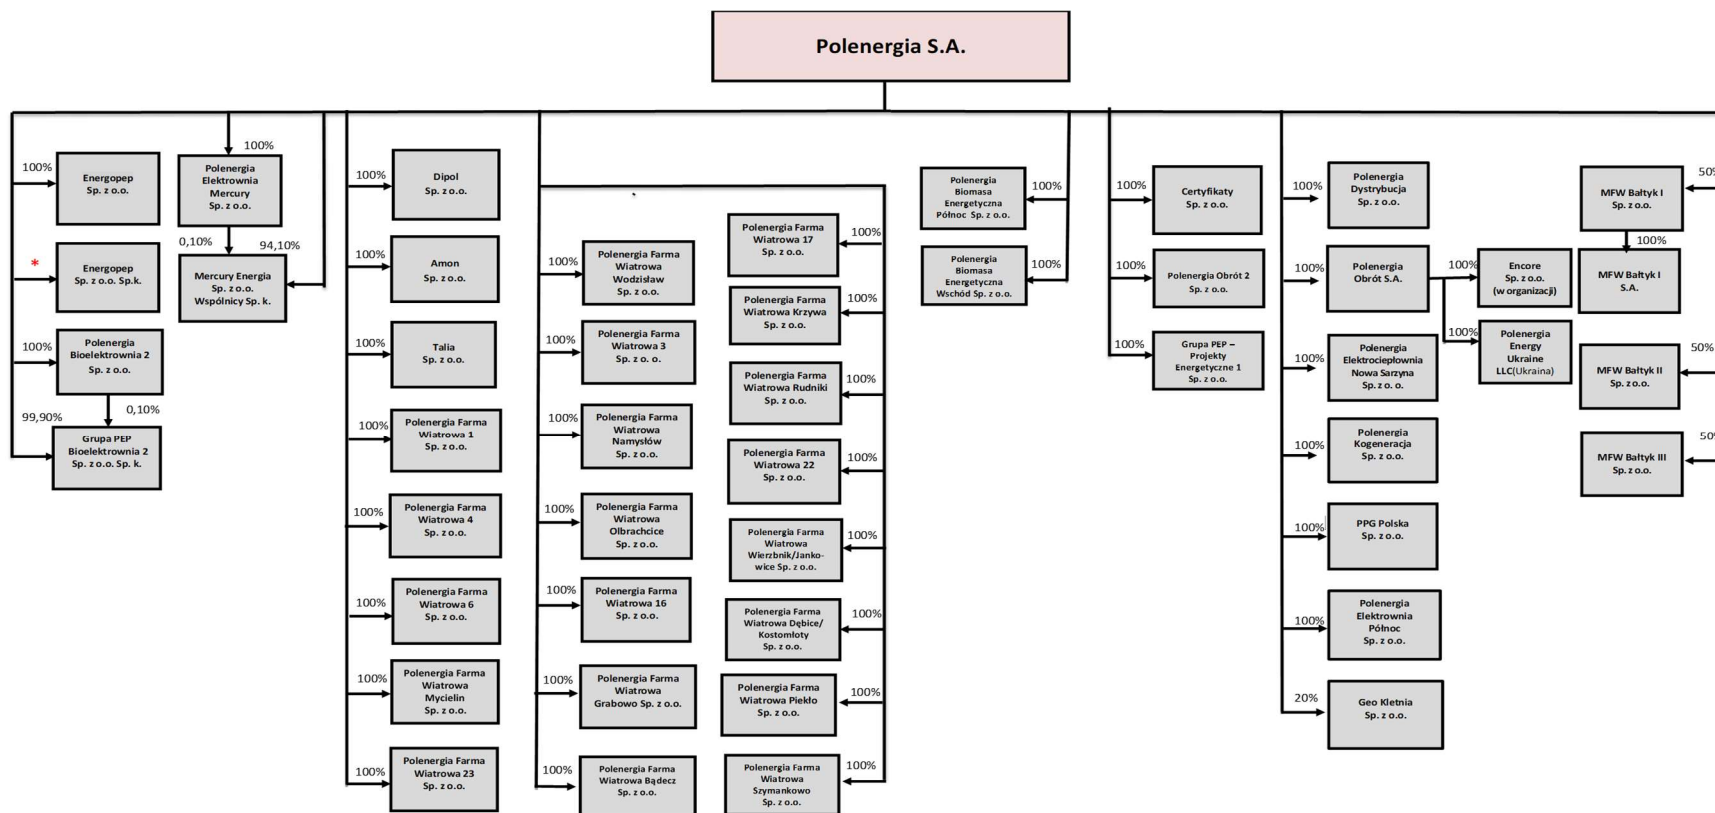 Polenergia S.A.
100%
Energopep
Sp. z o.o.
*
Energopep
Sp. z o.o. Sp.k.
100%
Polenergia
Bioelektrownia 2
Sp. z o.o.
99,90%
0,10%
Grupa PEP
Bioelektrownia 2
Sp. z o.o. Sp. k.
100%
Polenergia
Elektrownia
Mercury
Sp. z o.o.
0,10%
94,10%
Mercury Energia
Sp. z o.o.
Wspólnicy Sp. k.
100%
Dipol
Sp. z o.o.
100%
Amon
Sp. z o.o.
100%
Talia
Sp. z o.o.
100%
Polenergia Farma
Wiatrowa 1
Sp. z o.o.
100%
Polenergia Farma
Wiatrowa 4
Sp. z o.o.
100%
Polenergia Farma
Wiatrowa 6
Sp. z o.o.
100%
Polenergia Farma
Wiatrowa
Mycielin
Sp. z o.o.
100%
Polenergia Farma
Wiatrowa 23
Sp. z o.o.
100%
Polenergia Farma
Wiatrowa
Wodzisław
Sp. z o.o.
100%
Polenergia Farma
Wiatrowa 3
Sp. z o. o.
100%
Polenergia Farma
Wiatrowa
Namysłów
Sp. z o.o.
100%
Polenergia Farma
Wiatrowa
Olbrachcice
Sp. z o.o.
100%
Polenergia Farma
Wiatrowa 16
Sp. z o.o.
100%
Polenergia Farma
Wiatrowa
Grabowo Sp. z o.o.
100%
Polenergia Farma
Wiatrowa Bądecz
Sp. z o.o.
Polenergia Farma
Wiatrowa 17
Sp. z o.o.
100%
Polenergia Farma
Wiatrowa Krzywa
Sp. z o.o.
100%
Polenergia Farma
Wiatrowa Rudniki
Sp. z o.o.
100%
Polenergia Farma
Wiatrowa 22
Sp. z o.o.
100%
Polenergia Farma
Wiatrowa
Wierzbnik/Janko-
wice Sp. z o.o.
100%
Polenergia Farma
Wiatrowa Dębice/
Kostomłoty
Sp. z o.o.
100%
Polenergia Farma
Wiatrowa Piekło
Sp. z o.o.
100%
Polenergia Farma
Wiatrowa
Szymankowo
Sp. z o.o.
100%
Polenergia
Biomasa
Energetyczna
Północ Sp. z o.o.
100%
Polenergia
Biomasa
Energetyczna
Wschód Sp. z o.o.
100%
100%
Certyfikaty
Sp. z o.o.
100%
Polenergia Obrót 2
Sp. z o.o.
100%
Grupa PEP –
Projekty
Energetyczne 1
Sp. z o.o.
100%
Polenergia
Dystrybucja
Sp. z o.o.
100%
Polenergia
Obrót S.A.
100%
Encore
Sp. z o.o.
(w organizacji)
100%
Polenergia
Energy
Ukraine
LLC(Ukraina)
100%
Polenergia
Elektrociepłownia
Nowa Sarzyna
Sp. z o. o.
100%
Polenergia
Kogeneracja
Sp. z o.o.
100%
PPG Polska
Sp. z o.o.
100%
Polenergia
Elektrownia
Północ
Sp. z o.o.
20%
Geo Kletnia
Sp. z o.o.
MFW Bałtyk I
Sp. z o.o.
50%
100%
MFW Bałtyk I
S.A.
MFW Bałtyk II
Sp. z o.o.
50%
MFW Bałtyk III
Sp. z o.o.
50%